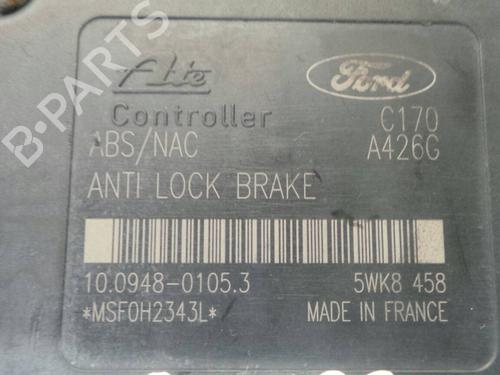 B-PARTS
Ate
Ford
Controller
C170
ABS/NAC
A426G
ANTI LOCK BRAKE
10.0948-0105.3
5WK8 458
*MSF0H2343L*
MADE IN FRANCE